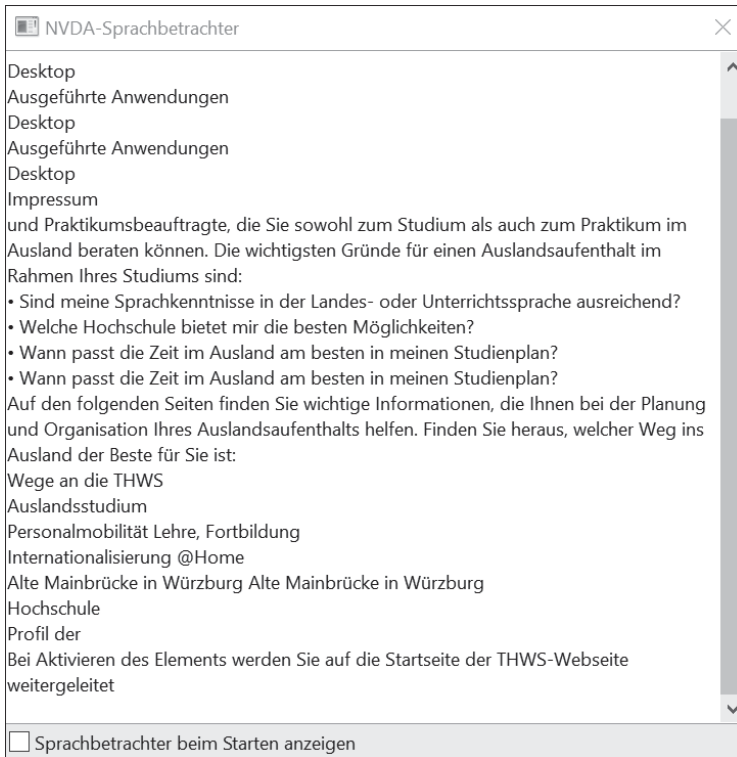 NVDA-Sprachbetrachter
Desktop
Ausgeführte Anwendungen
Desktop
Ausgeführte Anwendungen
Desktop
Impressum
und Praktikumsbeauftragte, die Sie sowohl zum Studium als auch zum Praktikum im
Ausland beraten können. Die wichtigsten Gründe für einen Auslandsaufenthalt im
Rahmen Ihres Studiums sind:
• Sind meine Sprachkenntnisse in der Landes- oder Unterrichtssprache ausreichend?
• Welche Hochschule bietet mir die besten Möglichkeiten?
• Wann passt die Zeit im Ausland am besten in meinen Studienplan?
• Wann passt die Zeit im Ausland am besten in meinen Studienplan?
Auf den folgenden Seiten finden Sie wichtige Informationen, die Ihnen bei der Planung
und Organisation Ihres Auslandsaufenthalts helfen. Finden Sie heraus, welcher Weg ins
Ausland der Beste für Sie ist:
Wege an die THWS
Auslandsstudium
Personalmobilität Lehre, Fortbildung
Internationalisierung @Home
Alte Mainbrücke in Würzburg Alte Mainbrücke in Würzburg
Hochschule
Profil der
Bei Aktivieren des Elements werden Sie auf die Startseite der THWS-Webseite
weitergeleitet
Sprachbetrachter beim Starten anzeigen